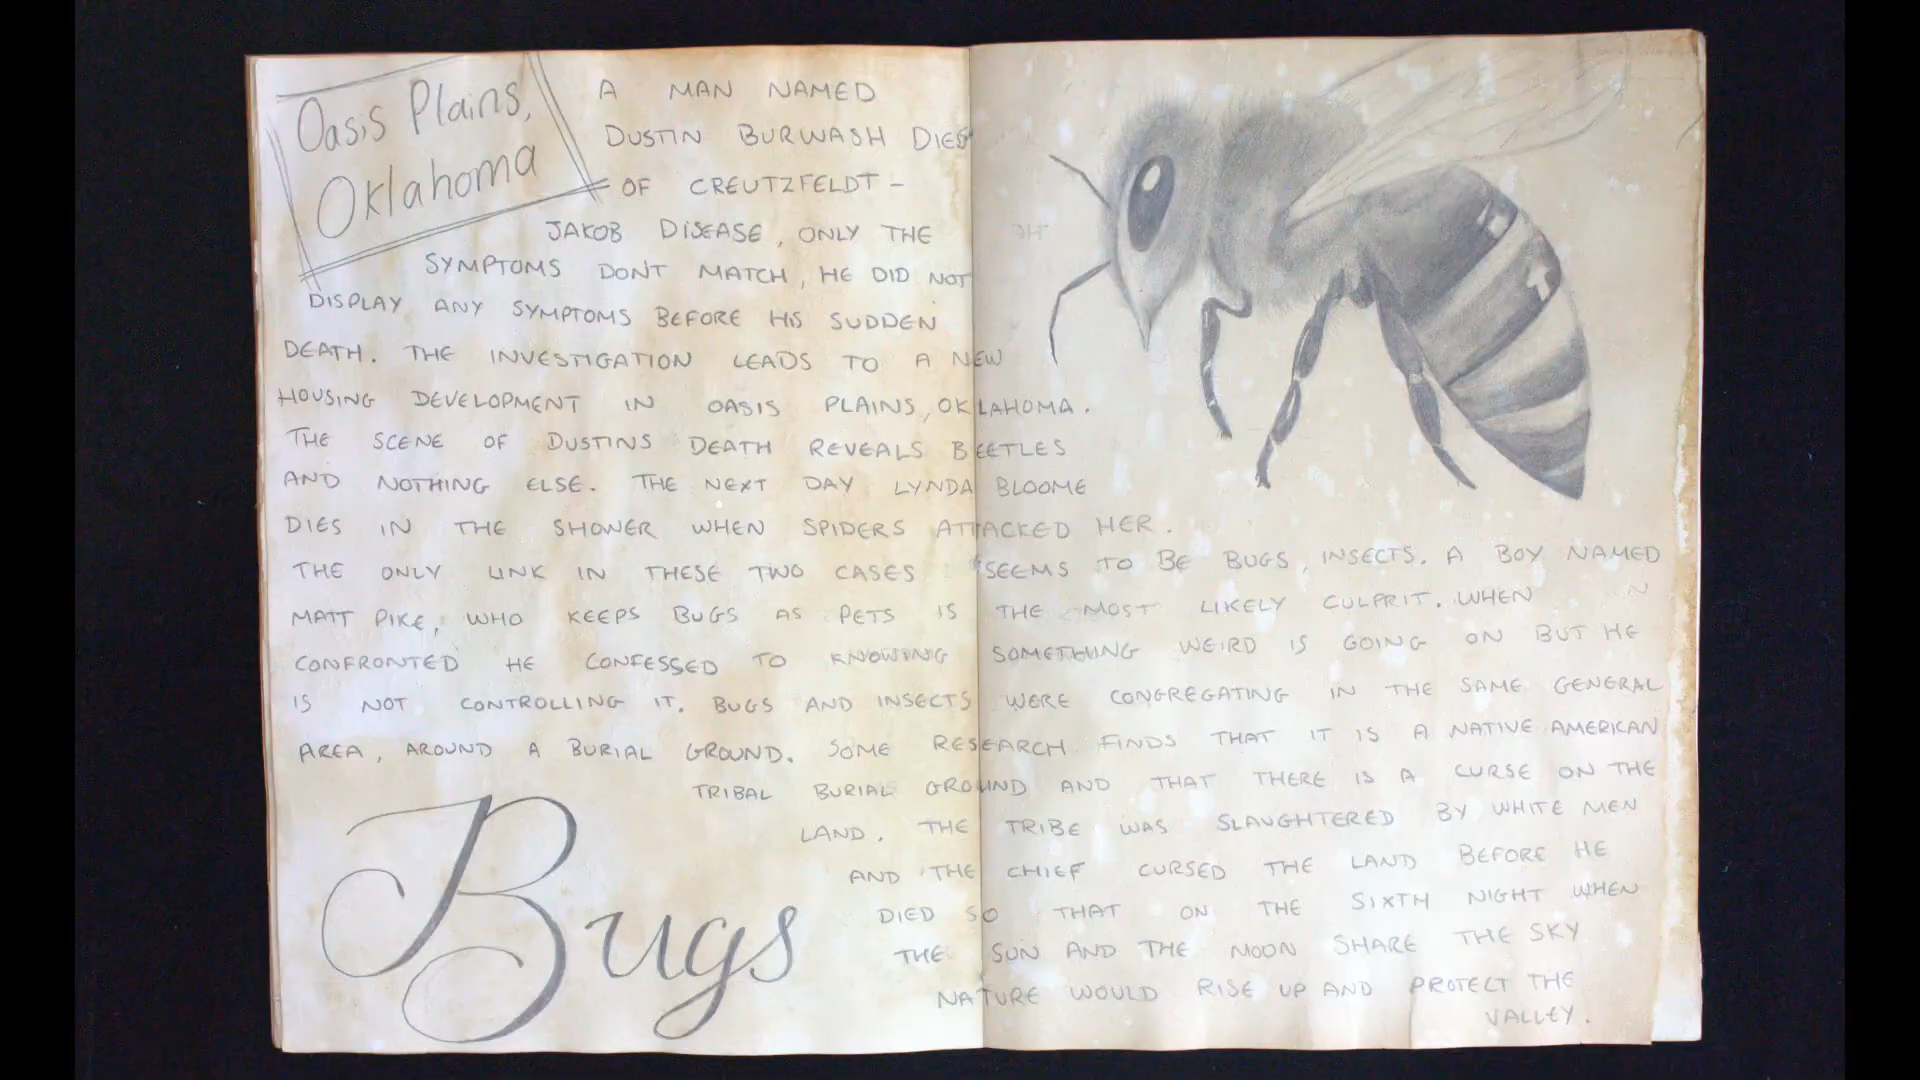 Oasis Plains,
Oklahoma
A MAN NAMED
DUSTIN BURWASH DIES
OF CREUTZFELDT -
JAKOB DISEASE, ONLY THE
SYMPTOMS DONT MATCH, HE DID NOT
DISPLAY ANY SYMPTOMS BEFORE HIS SUDDEN
DEATH. THE INVESTIGATION LEADS TO A NEW
HOUSING DEVELOPMENT IN OASIS PLAINS, OKLAHOMA.
THE SCENE OF DUSTINS DEATH REVEALS BEETLES
AND NOTHING ELSE. THE NEXT DAY LYNDA BLOOME
DIES IN THE SHOWER WHEN SPIDERS ATTACKED HER.
THE ONLY LINK IN THESE TWO CASES SEEMS TO BE BUGS, INSECTS. A BOY NAMED
MATT PIKE, WHO KEEPS BUGS AS PETS IS THE MOST LIKELY CULPRIT. WHEN
CONFRONTED HE CONFESSED TO KNOWING SOMETHING WEIRD IS GOING ON BUT HE
IS NOT CONTROLLING IT. BUGS AND INSECTS WERE CONGREGATING IN THE SAME GENERAL
AREA, AROUND A BURIAL GROUND. SOME RESEARCH FINDS THAT IT IS A NATIVE AMERICAN
TRIBAL BURIAL GROUND AND THAT THERE IS A CURSE ON THE
LAND. THE TRIBE WAS SLAUGHTERED BY WHITE MEN
AND THE CHIEF CURSED THE LAND BEFORE HE
DIED SO THAT ON THE SIXTH NIGHT WHEN
THE SUN AND THE MOON SHARE THE SKY
NATURE WOULD RISE UP AND PROTECT THE
VALLEY.
Bugs